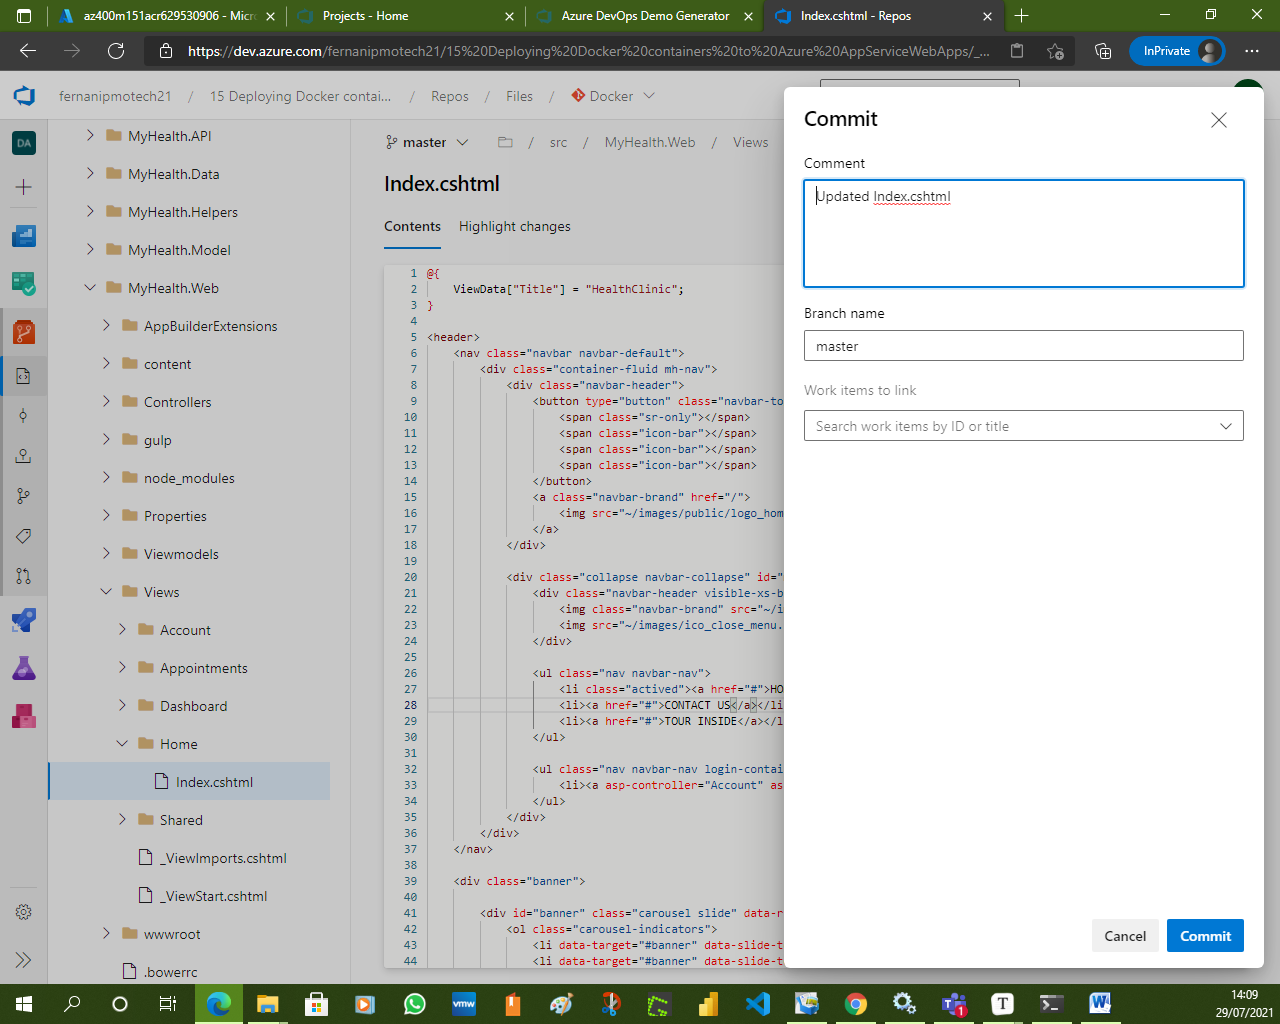 az400m151acr629530906 - Micr
Projects - Home
Azure DevOps Demo Generator
Index.cshtml - Repos
https://dev.azure.com/fernanipmotech21/15%20Deploying%20Docker%20containers%20to%20Azure%20AppServiceWebApps/_...
InPrivate
fernanipmotech21 / 15 Deploying Docker contai... / Repos / Files / Docker
DA
MyHealth.API
MyHealth.Data
MyHealth.Helpers
MyHealth.Model
MyHealth.Web
AppBuilderExtensions
content
Controllers
gulp
node_modules
Properties
Viewmodels
Views
Account
Appointments
Dashboard
Home
Index.cshtml
Shared
_ViewImports.cshtml
_ViewStart.cshtml
wwwroot
.bowerrc
master / src / MyHealth.Web / Views
Index.cshtml
Contents
Highlight changes
1 @{
2 ViewData["Title"] = "HealthClinic";
3 }
4
5 <header>
6 <nav class="navbar navbar-default">
7 <div class="container-fluid mh-nav">
8 <div class="navbar-header">
9 <button type="button" class="navbar-to
10 <span class="sr-only"></span>
11 <span class="icon-bar"></span>
12 <span class="icon-bar"></span>
13 <span class="icon-bar"></span>
14 </button>
15 <a class="navbar-brand" href="/">
16 <img src="~/images/public/logo_hom
17 </a>
18 </div>
19
20 <div class="collapse navbar-collapse" id="
21 <div class="navbar-header visible-xs-b
22 <img class="navbar-brand" src="~/i
23 <img src="~/images/ico_close_menu.
24 </div>
25
26 <ul class="nav navbar-nav">
27 <li class="actived"><a href="#">HO
28 <li><a href="#">CONTACT US</a></li
29 <li><a href="#">TOUR INSIDE</a></l
30 </ul>
31
32 <ul class="nav navbar-nav login-contai
33 <li><a asp-controller="Account" as
34 </ul>
35 </div>
36 </div>
37 </nav>
38
39 <div class="banner">
40
41 <div id="banner" class="carousel slide" data-r
42 <ol class="carousel-indicators">
43 <li data-target="#banner" data-slide-t
44 <li data-target="#banner" data-slide-t
Commit
Comment
Updated Index.cshtml
Branch name
master
Work items to link
Search work items by ID or title
Cancel
Commit
vmw
1
T
W
14:09
29/07/2021